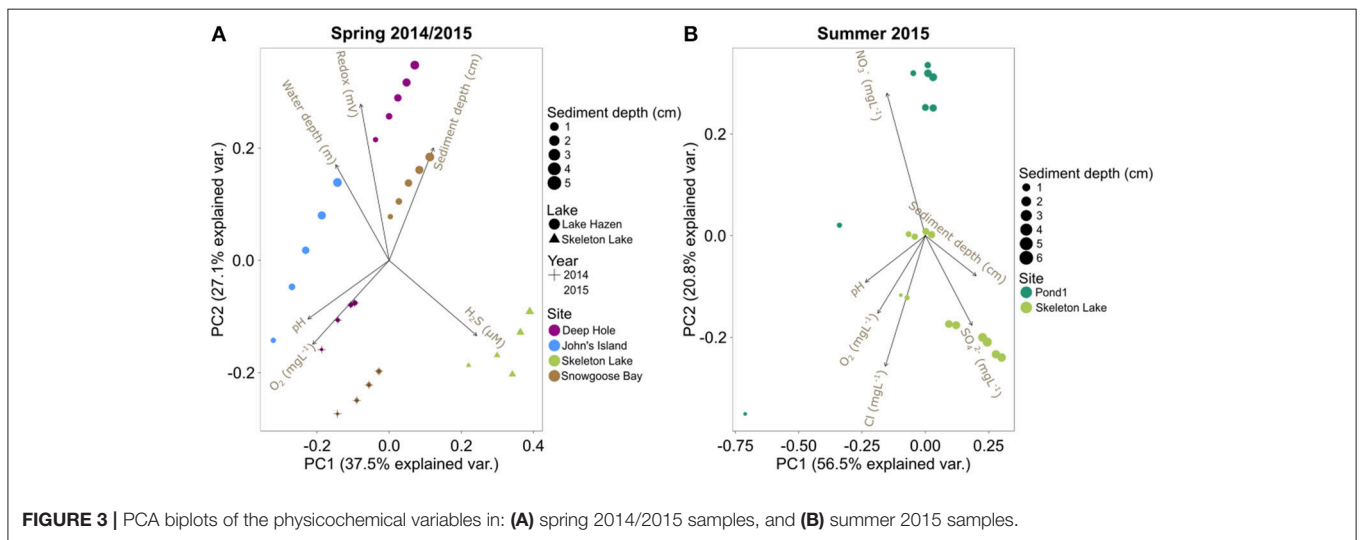 A
Spring 2014/2015
PC2 (27.1% explained var.)
0.2
0.0
-0.2
-0.2
0.0
0.2
0.4
PC1 (37.5% explained var.)
Water depth (m)
Redox (mV)
Sediment depth (cm)
pH
O₂ (mgL⁻¹)
H₂S (µM)
Sediment depth (cm)
1
2
3
4
5
Lake
Lake Hazen
Skeleton Lake
Year
2014
2015
Site
Deep Hole
John's Island
Skeleton Lake
Snowgoose Bay
B
Summer 2015
PC2 (20.8% explained var.)
0.2
0.0
-0.2
-0.75
-0.50
-0.25
0.00
0.25
PC1 (56.5% explained var.)
NO₃⁻ (mgL⁻¹)
Sediment depth (cm)
pH
O₂ (mgL⁻¹)
Cl (mgL⁻¹)
SO₄²⁻ (mgL⁻¹)
Sediment depth (cm)
1
2
3
4
5
6
Site
Pond1
Skeleton Lake
FIGURE 3 | PCA biplots of the physicochemical variables in: (A) spring 2014/2015 samples, and (B) summer 2015 samples.